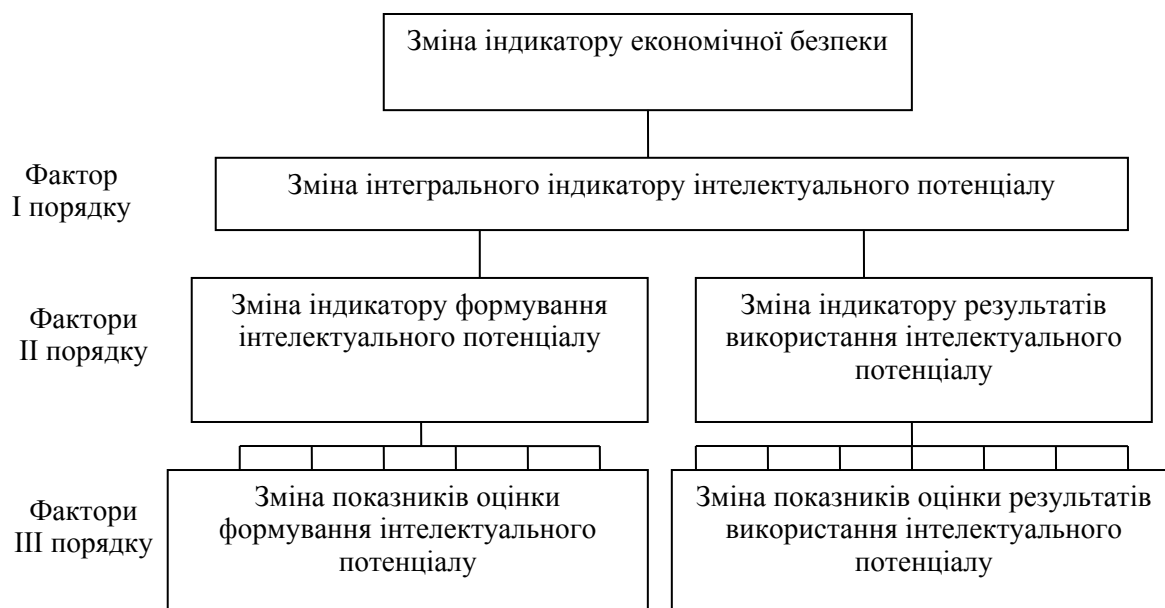 Зміна індикатору економічної безпеки
Фактор
І порядку
Зміна інтегрального індикатору інтелектуального потенціалу
Фактори
ІІ порядку
Зміна індикатору формування
інтелектуального потенціалу
Зміна індикатору результатів
використання інтелектуального
потенціалу
Фактори
ІІІ порядку
Зміна показників оцінки
формування інтелектуального
потенціалу
Зміна показників оцінки результатів
використання інтелектуального
потенціалу